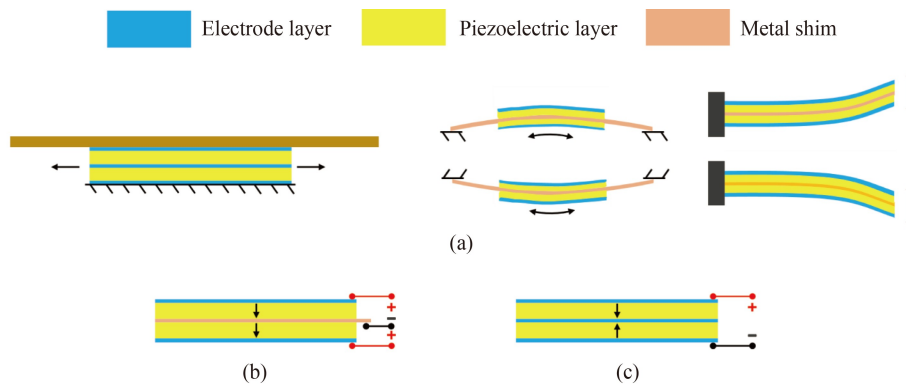 Electrode layer
Piezoelectric layer
Metal shim
(a)
+
−
+
(b)
+
−
(c)